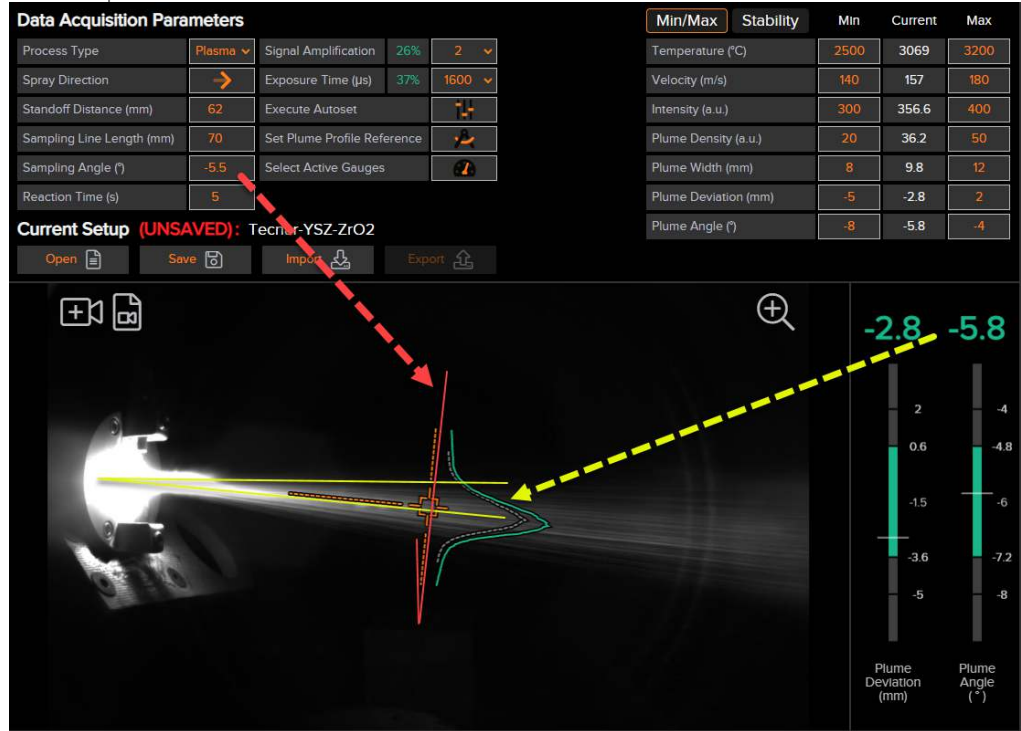 Data Acquisition Parameters
Process Type Plasma Signal Amplification 26% 2
Spray Direction Exposure Time (µs) 37% 1600
Standoff Distance (mm) 62 Execute Autoset
Sampling Line Length (mm) 70 Set Plume Profile Reference
Sampling Angle (°) -5.5 Select Active Gauges
Reaction Time (s) 5
Current Setup (UNSAVED): Tecnar-YSZ-ZrO2
Open Save Import Export
Min/Max Stability Min Current Max
Temperature (°C) 2500 3069 3200
Velocity (m/s) 140 157 180
Intensity (a.u.) 300 356.6 400
Plume Density (a.u.) 20 36.2 50
Plume Width (mm) 8 9.8 12
Plume Deviation (mm) -5 -2.8 2
Plume Angle (°) -8 -5.8 -4
-2.8 -5.8
2 -4
0.6 -4.8
-1.5 -6
-3.6 -7.2
-5 -8
Plume Plume
Deviation Angle
(mm) (°)